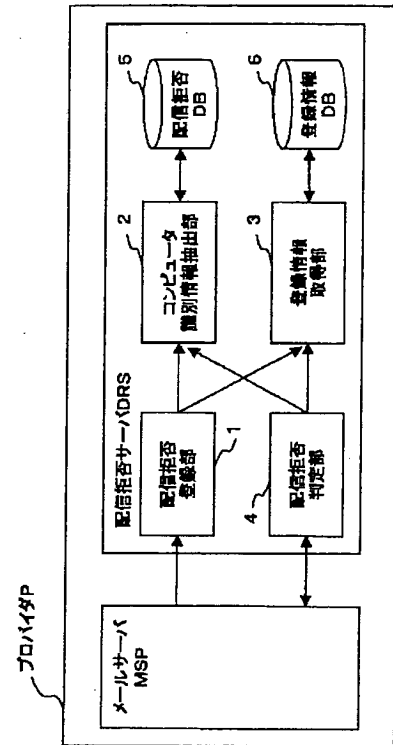 プロバイダP
メールサーバ
MSP
配信拒否サーバDRS
配信拒否
登録部
1
コンピュータ
識別情報抽出部
2
配信拒否
DB
5
配信拒否
判定部
4
登録情報
取得部
3
登録情報
DB
6